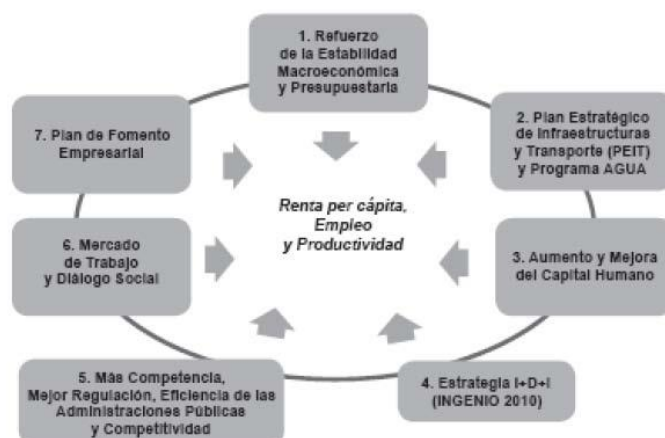 1. Refuerzo
de la Estabilidad
Macroeconómica
y Presupuestaria
2. Plan Estratégico
de Infraestructuras
y Transporte (PEIT)
y Programa AGUA
3. Aumento y Mejora
del Capital Humano
4. Estrategia I+D+I
(INGENIO 2010)
5. Más Competencia,
Mejor Regulación, Eficiencia de las
Administraciones Públicas
y Competitividad
6. Mercado
de Trabajo
y Diálogo Social
7. Plan de Fomento
Empresarial
Renta per cápita,
Empleo
y Productividad